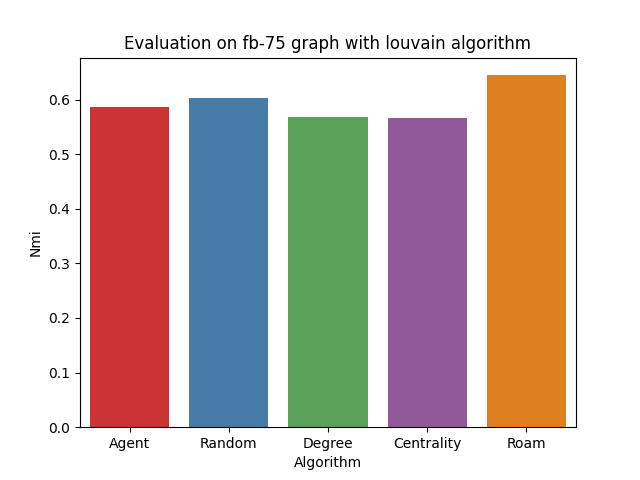 Evaluation on fb-75 graph with louvain algorithm
0.6
0.5
0.4
0.3
0.2
0.1
0.0
Nmi
Agent Random Degree Centrality Roam
Algorithm